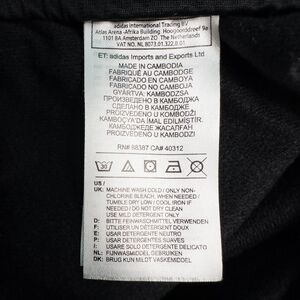 adidas International Trading BV
Atlas Arena -Afrika Building Hoogoorddreef 9a
1101 BA Amsterdam ZO The Netherlands
VAT NO. NL 8073.01.322.B.01
ET: adidas Imports and Exports Ltd
MADE IN CAMBODIA
FABRIQUÉ AU CAMBODGE
FABRICADO EN CAMBOYA
GYÁRTVA: KAMBODZSA
ПРОИЗВЕДЕНО В КАМБОДЖА
СДЕЛАНО В КАМБОДЖЕ
PROIZVEDENO U KAMBODŽI
KAMBOÇYA'DA İMAL EDİLMİŞTİR.
КАМБОДЖЕДЕ ЖАСАЛҒАН
PROIZVEDENO U KAMBODŽI
RN# 88387 CA# 40312
30
US /
UK: MACHINE WASH COLD / ONLY NON-
CHLORINE BLEACH, WHEN NEEDED /
TUMBLE DRY LOW / COOL IRON IF
NEEDED / DO NOT DRY CLEAN
USE MILD DETERGENT ONLY
D: BITTE FEINWASCHMITTEL VERWENDEN
F: UTILISER UN DÉTERGENT DOUX
E: USAR DETERGENTE NEUTRO
P: USAR DETERGENTES SUAVES
I: USARE SOLO DETERGENTE DELICATO
NL: FIJNWASMIDDEL GEBRUIKEN
DK: BRUG KUN MILDT VASKEMIDDEL